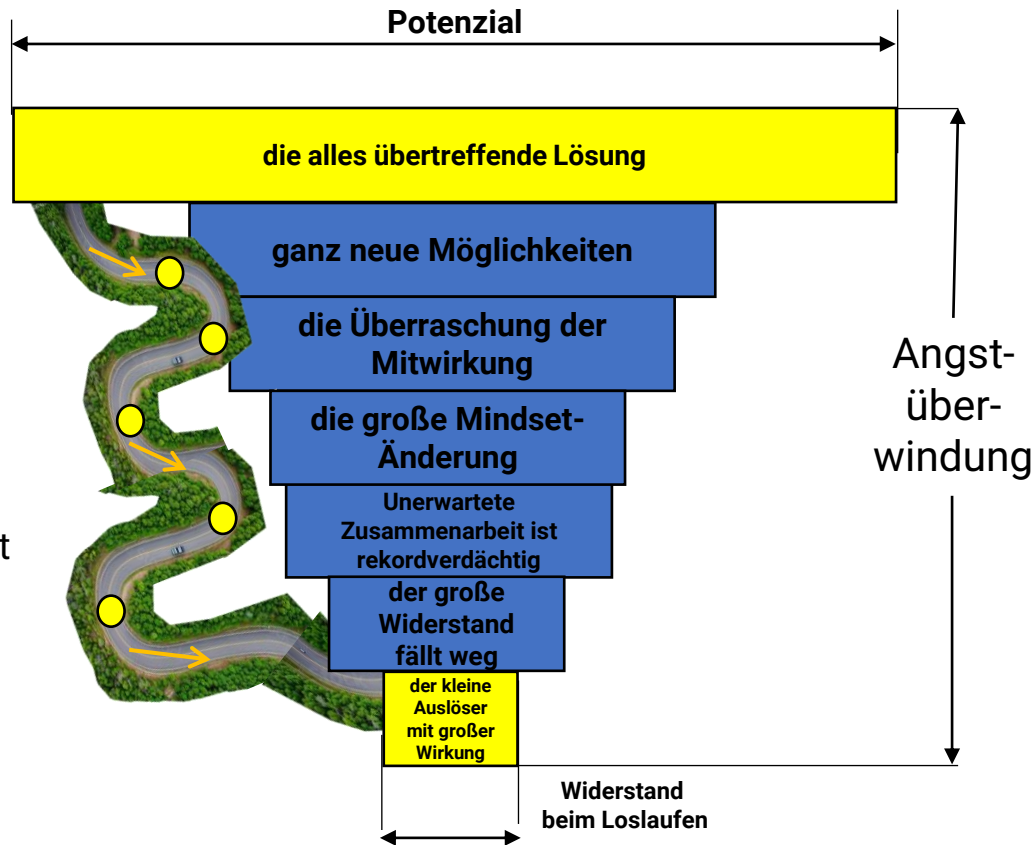 Potenzial
die alles übertreffende Lösung
ganz neue Möglichkeiten
die Überraschung der
Mitwirkung
die große Mindset-
Änderung
Unerwartete
Zusammenarbeit ist
rekordverdächtig
der große
Widerstand
fällt weg
der kleine
Auslöser
mit großer
Wirkung
Angst-
über-
windung
t
Widerstand
beim Loslaufen